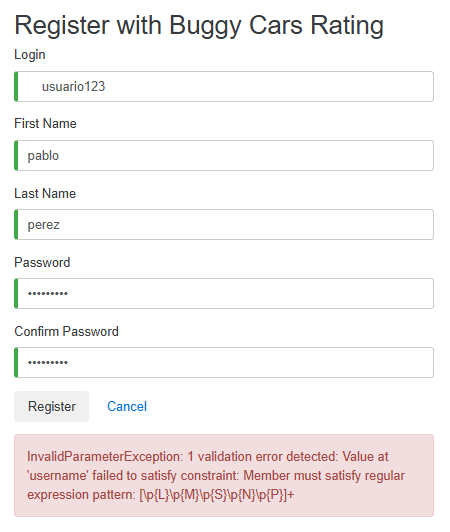 Register with Buggy Cars Rating
Login
usuario123
First Name
pablo
Last Name
perez
Password
•••••••••
Confirm Password
•••••••••
Register Cancel
InvalidParameterException: 1 validation error detected: Value at
'username' failed to satisfy constraint: Member must satisfy regular
expression pattern: [\p{L}\p{M}\p{S}\p{N}\p{P}]+